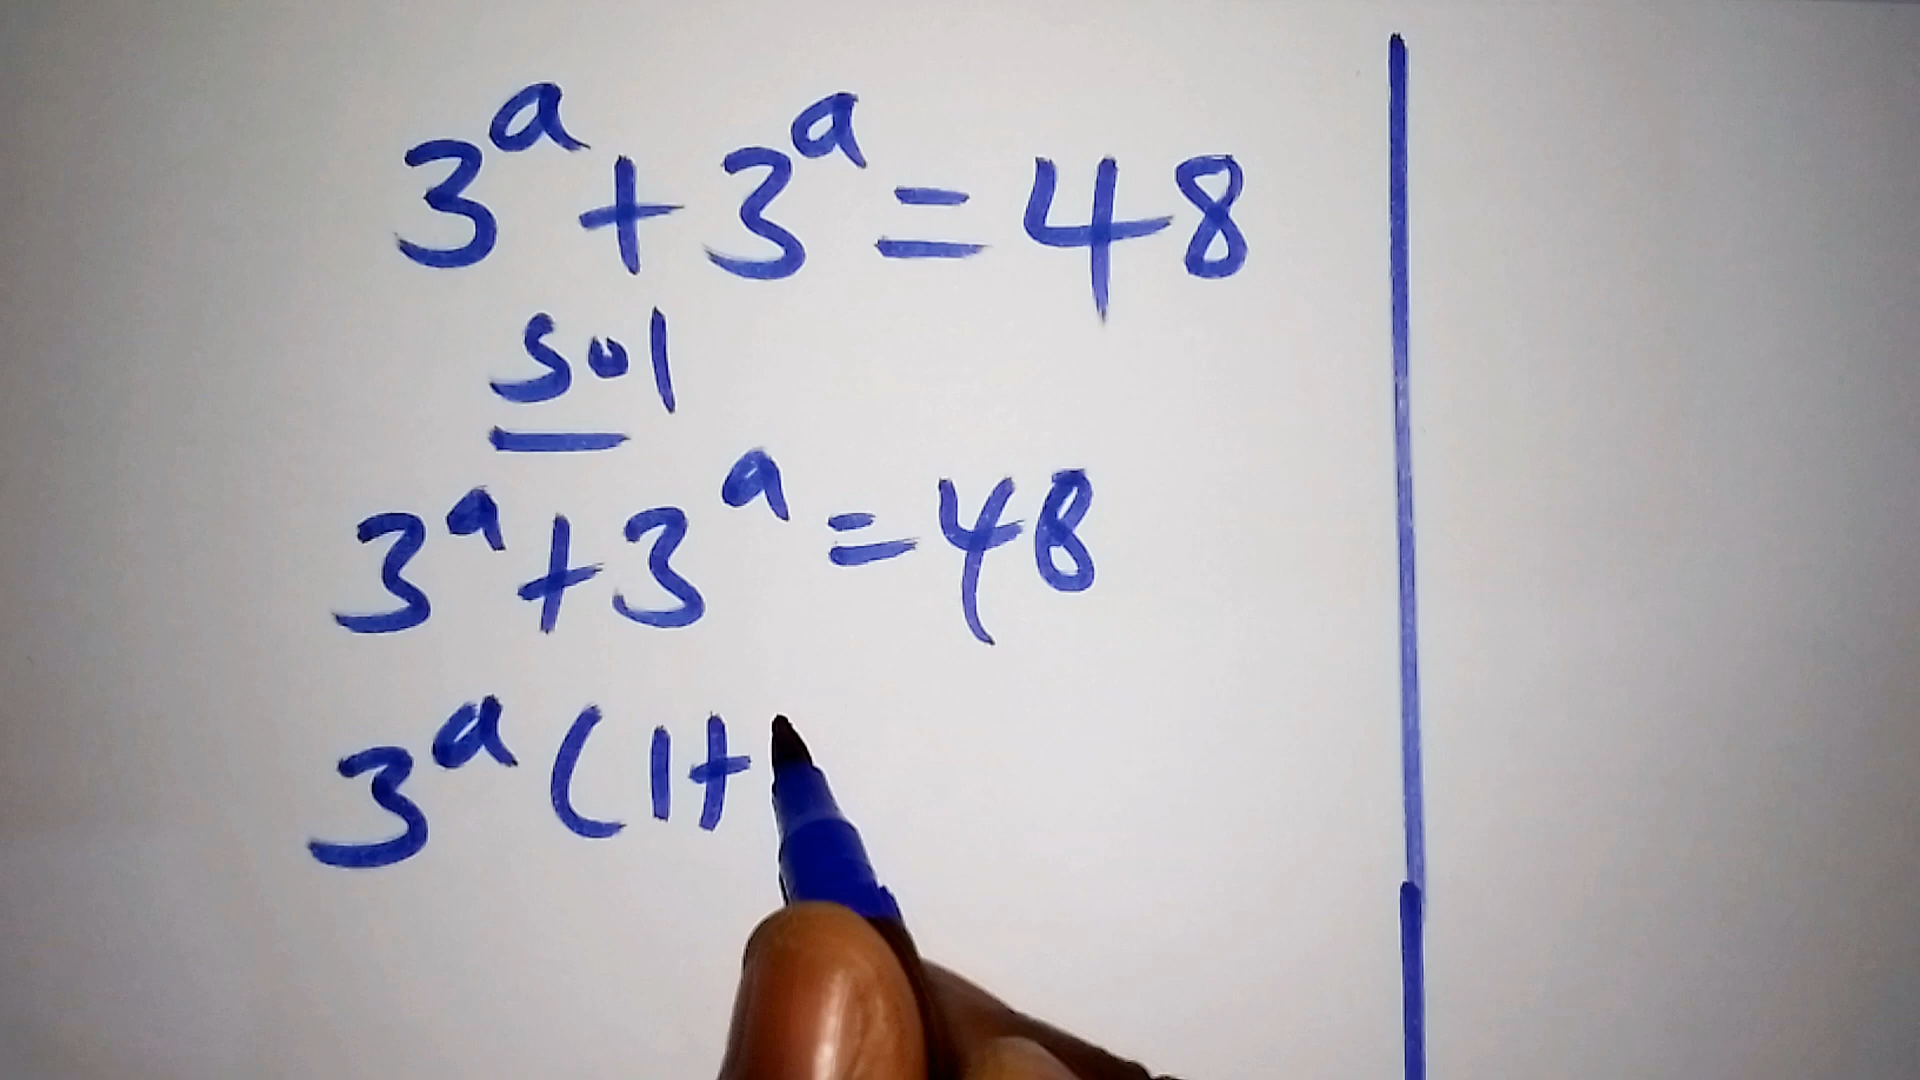 3^a + 3^a = 48
Sol
3^a + 3^a = 48
3^a (1+